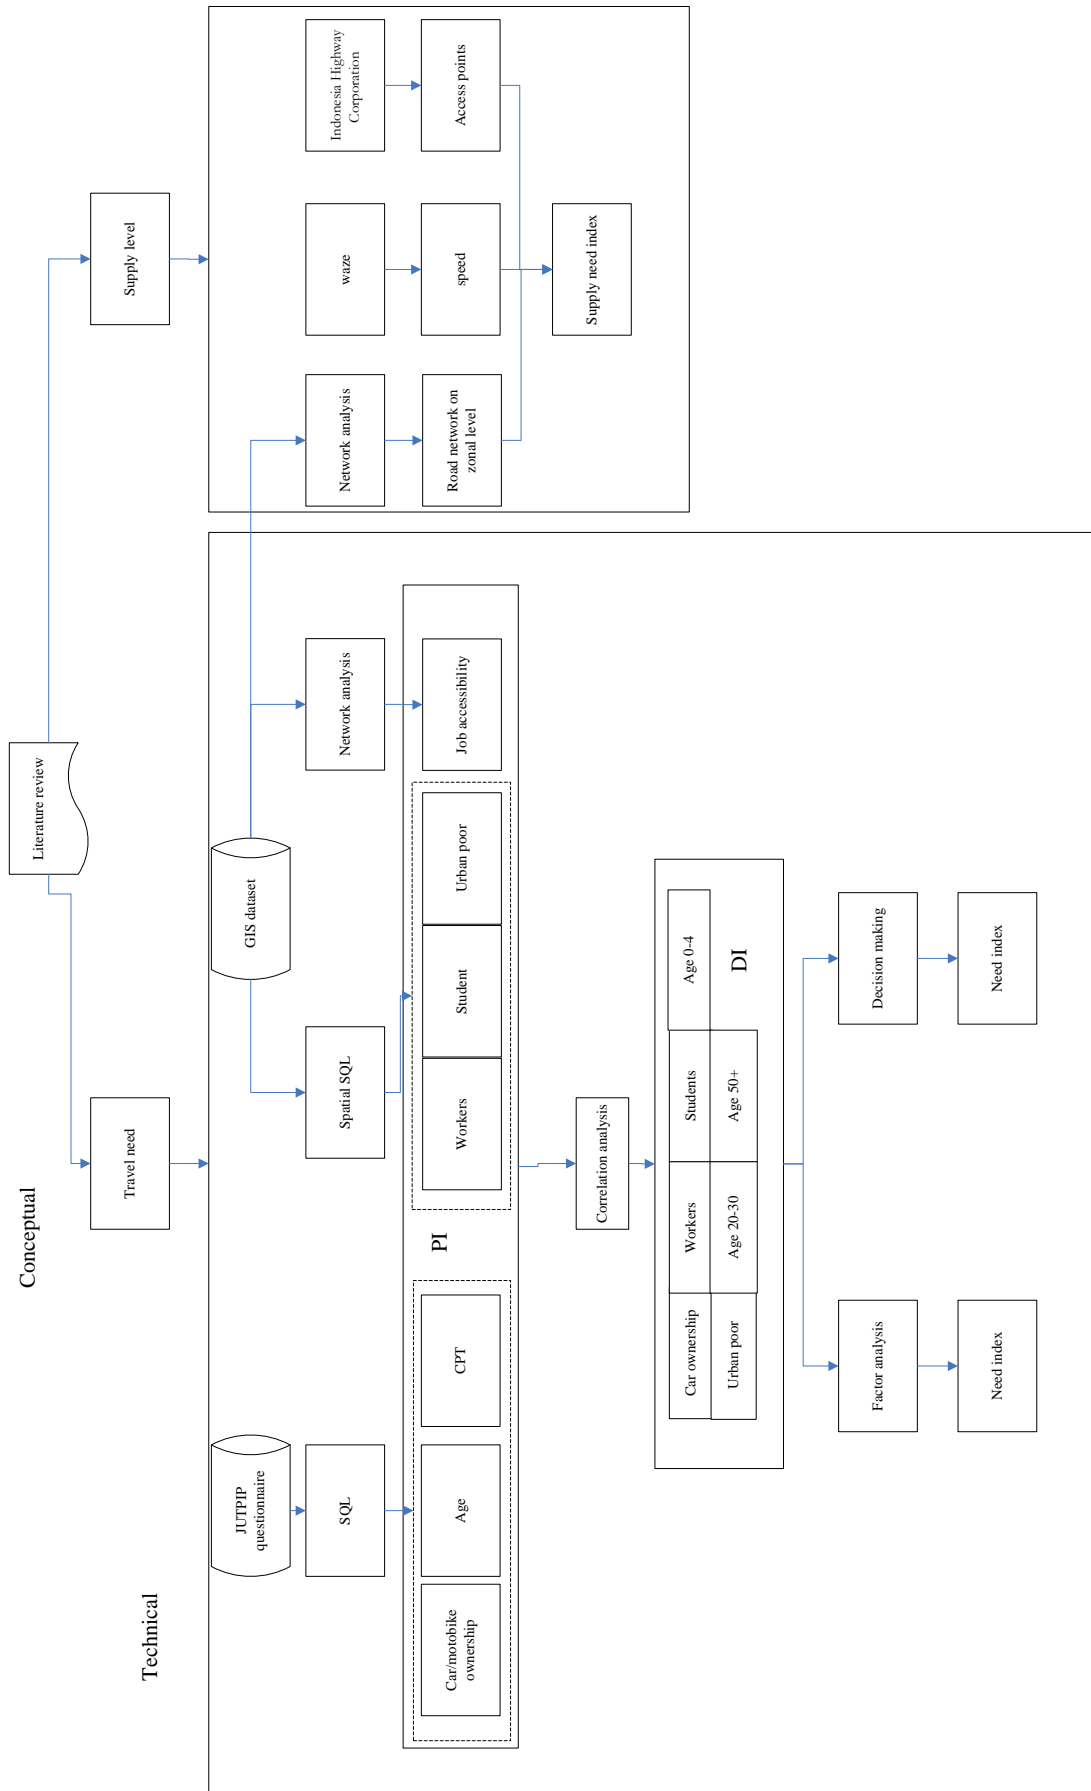 Conceptual
Literature review
Travel need
Supply level
Technical
JUTPIP
questionnaire
GIS dataset
SQL
Spatial SQL
Network analysis
Network analysis
waze
Indonesia Highway
Corporation
Car/motobike
ownership
Age
CPT
PI
Workers
Student
Urban poor
Job accessibility
Road network on
zonal level
speed
Access points
Supply need index
Correlation analysis
Car ownership
Workers
Students
Age 0-4
Urban poor
Age 20-30
Age 50+
DI
Factor analysis
Decision making
Need index
Need index